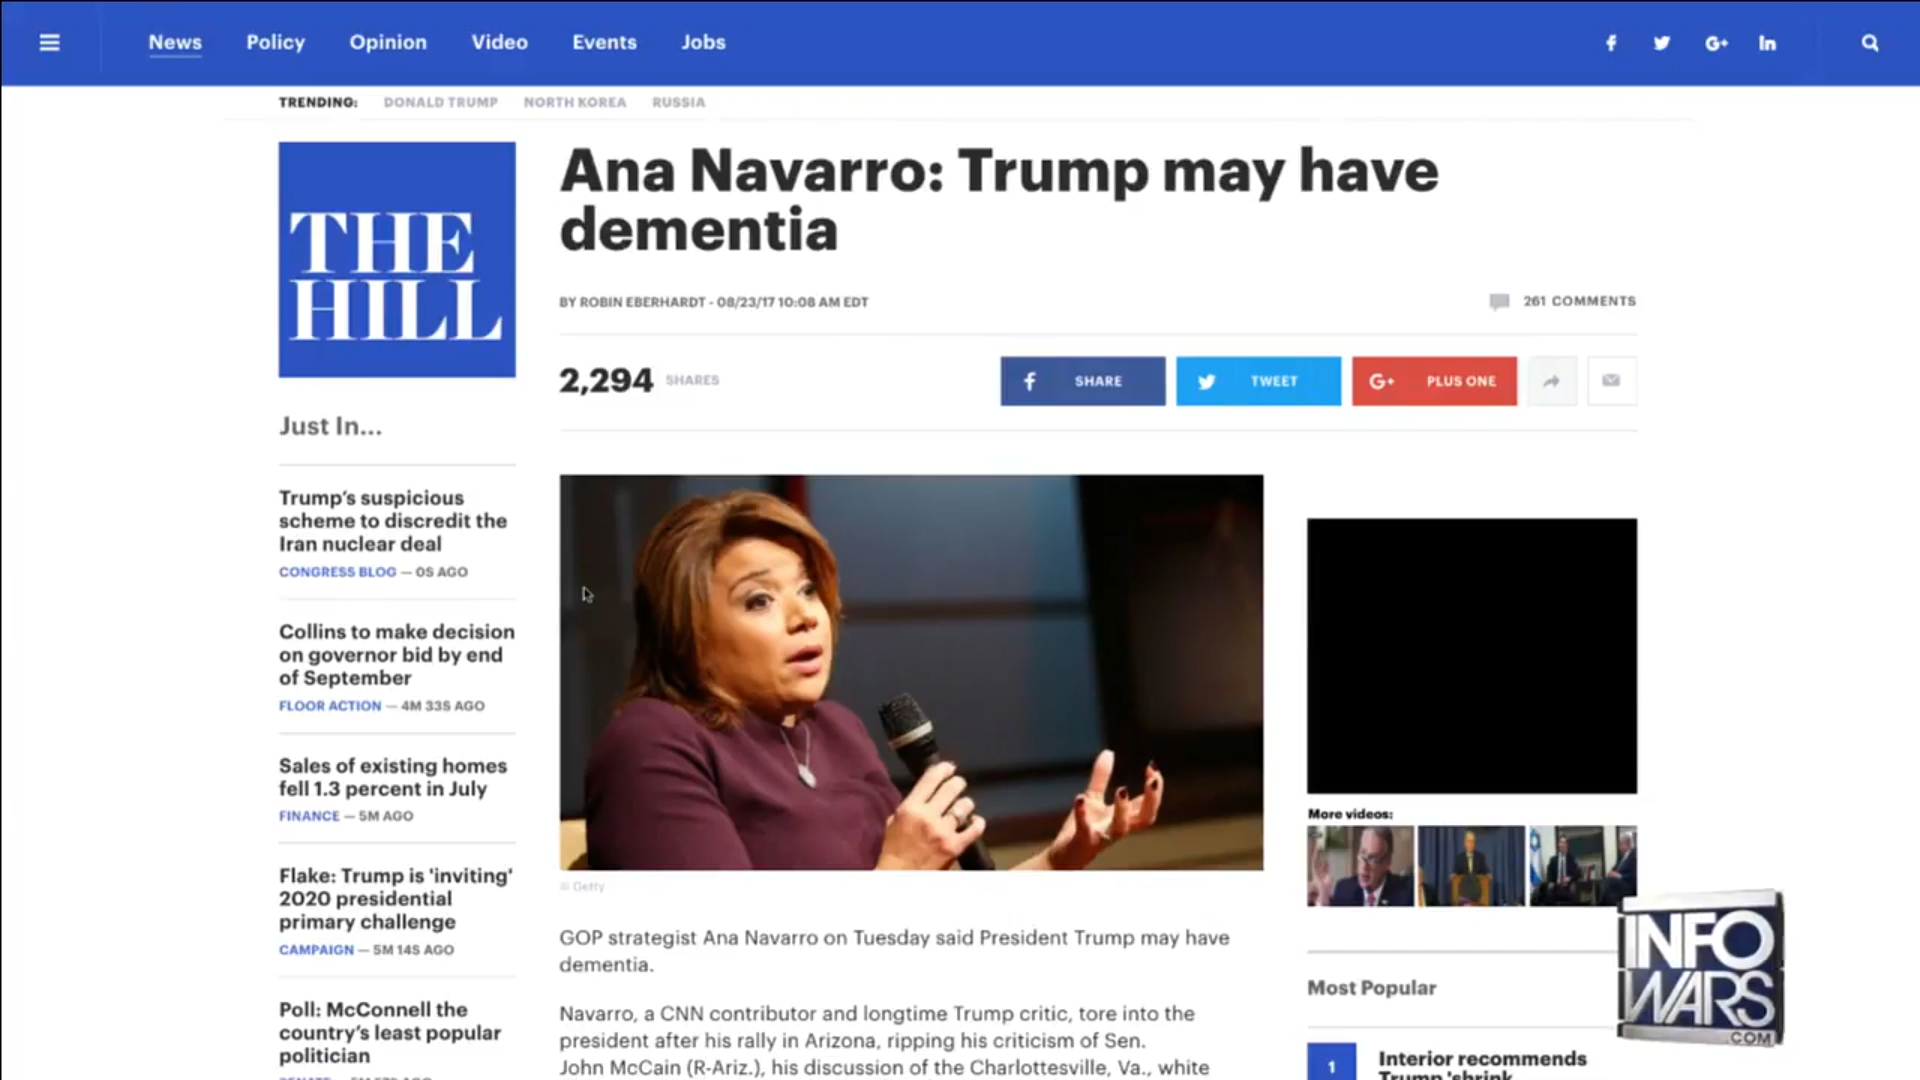 News Policy Opinion Video Events Jobs
TRENDING: DONALD TRUMP NORTH KOREA RUSSIA
THE
HILL
Ana Navarro: Trump may have
dementia
BY ROBIN EBERHARDT - 08/23/17 10:08 AM EDT
261 COMMENTS
2,294 SHARES
f SHARE
TWEET
G+ PLUS ONE
Just In...
Trump's suspicious
scheme to discredit the
Iran nuclear deal
CONGRESS BLOG — 0S AGO
Collins to make decision
on governor bid by end
of September
FLOOR ACTION — 4M 33S AGO
Sales of existing homes
fell 1.3 percent in July
FINANCE — 5M AGO
Flake: Trump is 'inviting'
2020 presidential
primary challenge
CAMPAIGN — 5M 14S AGO
Poll: McConnell the
country's least popular
politician
© Getty
GOP strategist Ana Navarro on Tuesday said President Trump may have
dementia.
Navarro, a CNN contributor and longtime Trump critic, tore into the
president after his rally in Arizona, ripping his criticism of Sen.
John McCain (R-Ariz.), his discussion of the Charlottesville, Va., white
More videos:
Most Popular
1 Interior recommends
Trump 'shrink
INFO
WARS
.COM